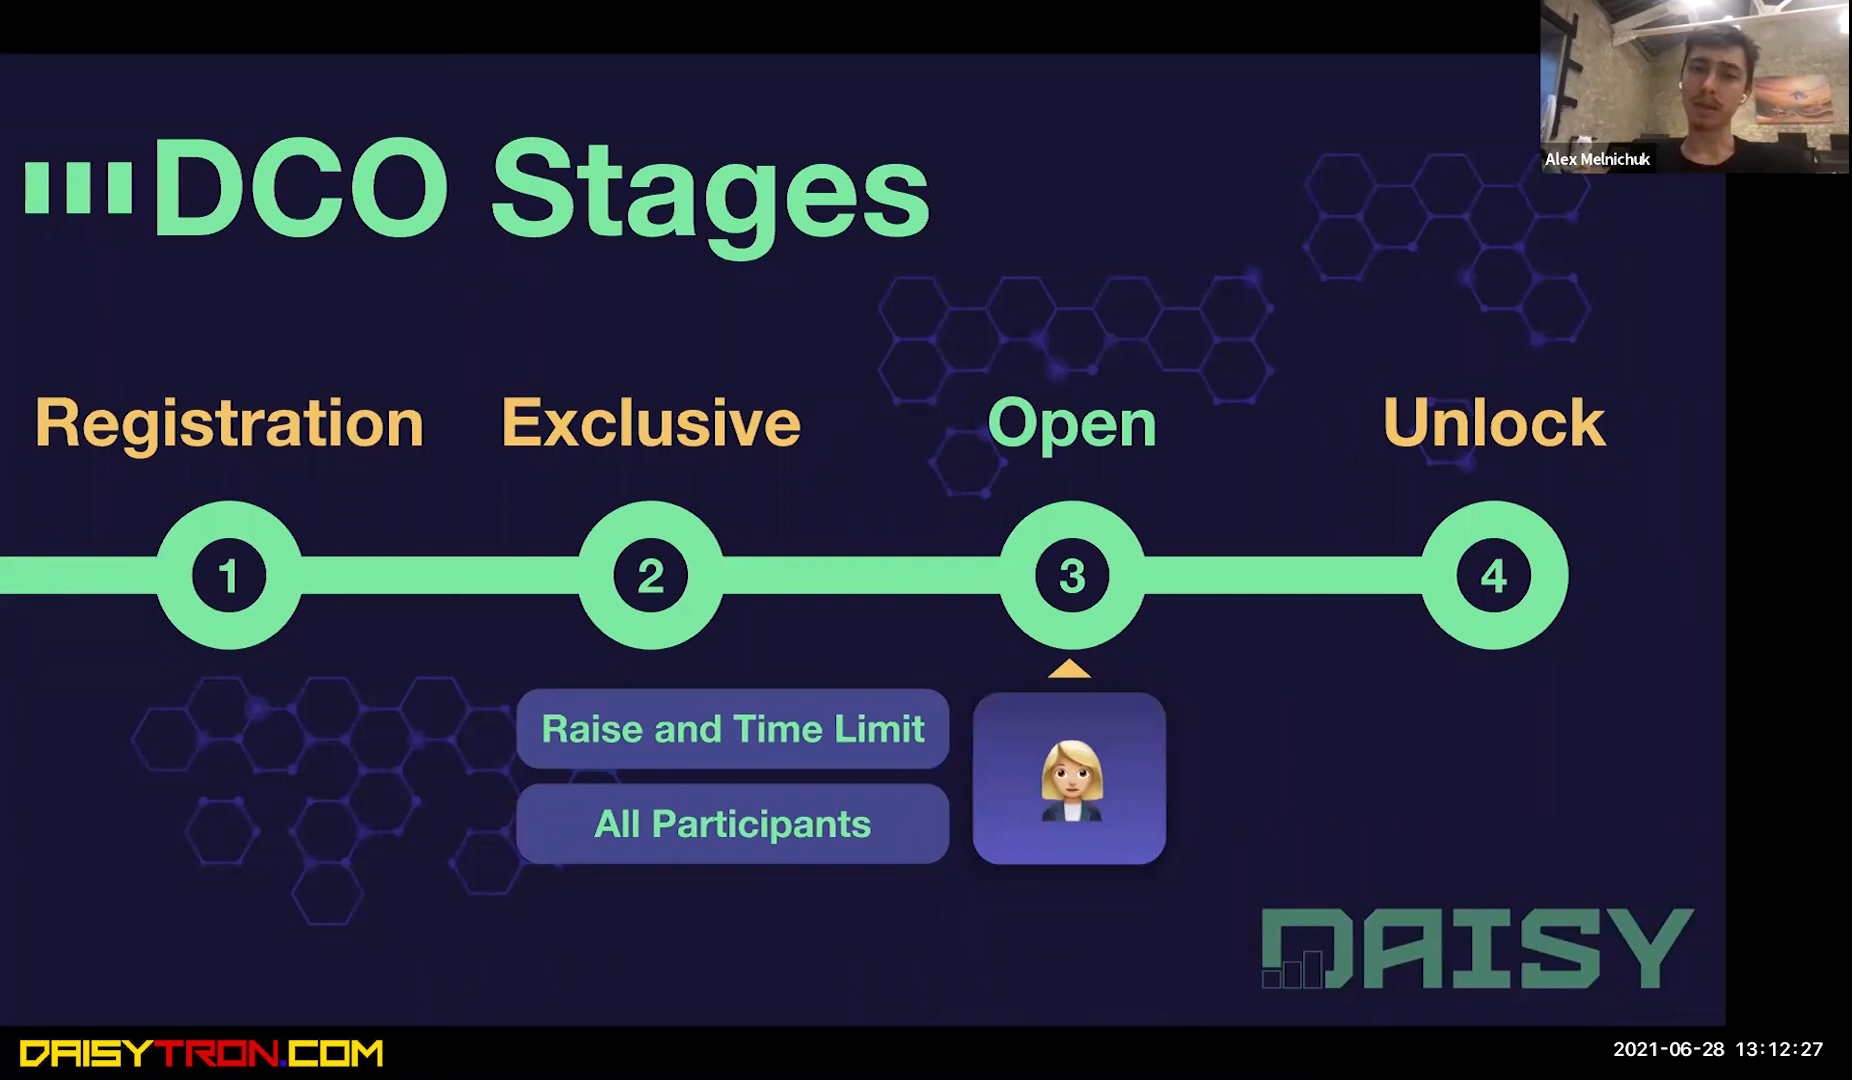 Alex Melnichuk
DCO Stages
Registration
Exclusive
Open
Unlock
1
2
3
4
Raise and Time Limit
All Participants
DAISY
DAISYTRON.COM
2021-06-28 13:12:27